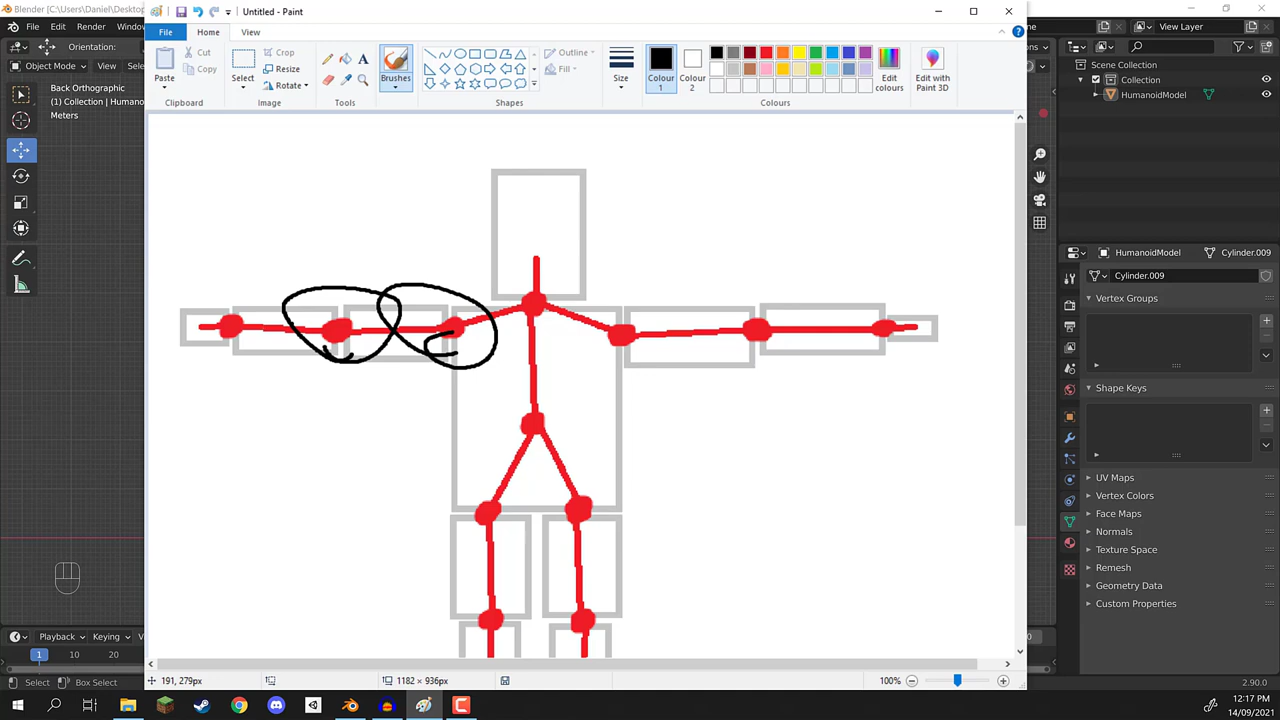 Blender [C:\Users\Daniel\Desktop
Untitled - Paint
File Edit Render Window
File Home View
View Layer
Orientation:
Object Mode
Paste
Cut
Copy
Clipboard
Select
Crop
Resize
Rotate
Image
Tools
Brushes
Shapes
Outline
Fill
Size
Colour 1
Colour 2
Colours
Edit colours
Edit with Paint 3D
Back Orthographic
(1) Collection | Humano
Meters
Scene Collection
Collection
HumanoidModel
HumanoidModel Cylinder.009
Cylinder.009
Vertex Groups
Shape Keys
UV Maps
Vertex Colors
Face Maps
Normals
Texture Space
Remesh
Geometry Data
Custom Properties
Playback Keying
1 10 20
Select Box Select
191, 279px
1182 × 936px
100%
2.90.0
12:17 PM
14/09/2021